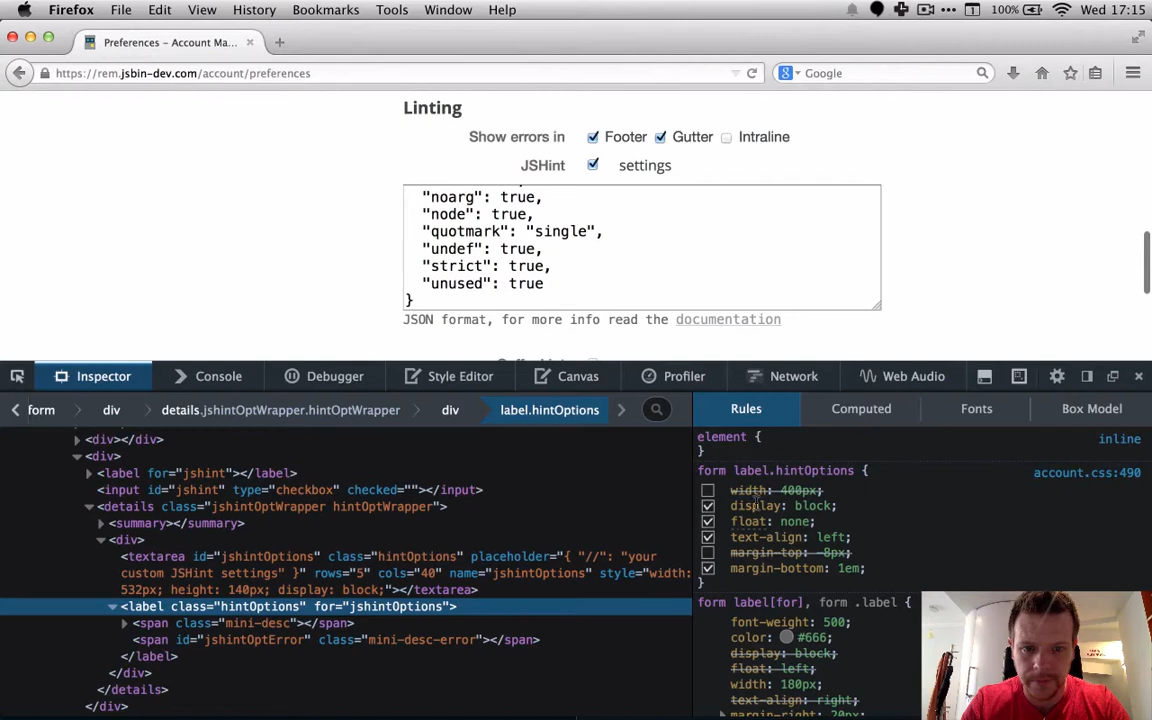 Firefox File Edit View History Bookmarks Tools Window Help 1 100% Wed 17:15
Preferences – Account Ma...
https://rem.jsbin-dev.com/account/preferences Google
Linting
Show errors in Footer Gutter Intraline
JSHint settings
"noarg": true,
"node": true,
"quotmark": "single",
"undef": true,
"strict": true,
"unused": true
}
JSON format, for more info read the documentation
Inspector Console Debugger Style Editor Canvas Profiler Network Web Audio
form div details.jshintOptWrapper.hintOptWrapper div label.hintOptions
<div></div>
<div>
<label for="jshint"></label>
<input id="jshint" type="checkbox" checked=""></input>
<details class="jshintOptWrapper hintOptWrapper">
<summary></summary>
<div>
<textarea id="jshintOptions" class="hintOptions" placeholder="{ "//": "your
custom JSHint settings" }" rows="5" cols="40" name="jshintOptions" style="width:
532px; height: 140px; display: block;"></textarea>
<label class="hintOptions" for="jshintOptions">
<span class="mini-desc"></span>
<span id="jshintOptError" class="mini-desc-error"></span>
</label>
</div>
</details>
</div>
Rules Computed Fonts Box Model
element { inline
}
form label.hintOptions { account.css:490
width: 400px;
display: block;
float: none;
text-align: left;
margin-top: -8px;
margin-bottom: 1em;
}
form label[for], form .label {
font-weight: 500;
color: #666;
display: block;
float: left;
width: 180px;
text-align: right;
margin-right: 20px;